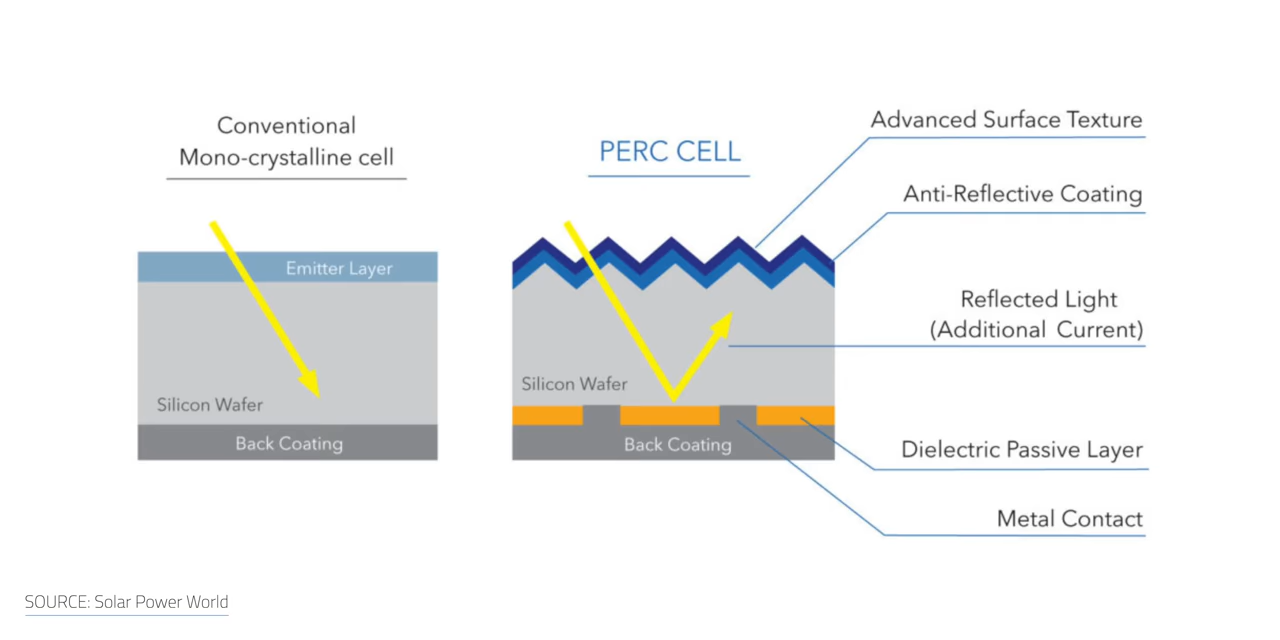 Conventional
Mono-crystalline cell
Emitter Layer
Silicon Wafer
Back Coating
PERC CELL
Silicon Wafer
Back Coating
Advanced Surface Texture
Anti-Reflective Coating
Reflected Light
(Additional Current)
Dielectric Passive Layer
Metal Contact
SOURCE: Solar Power World